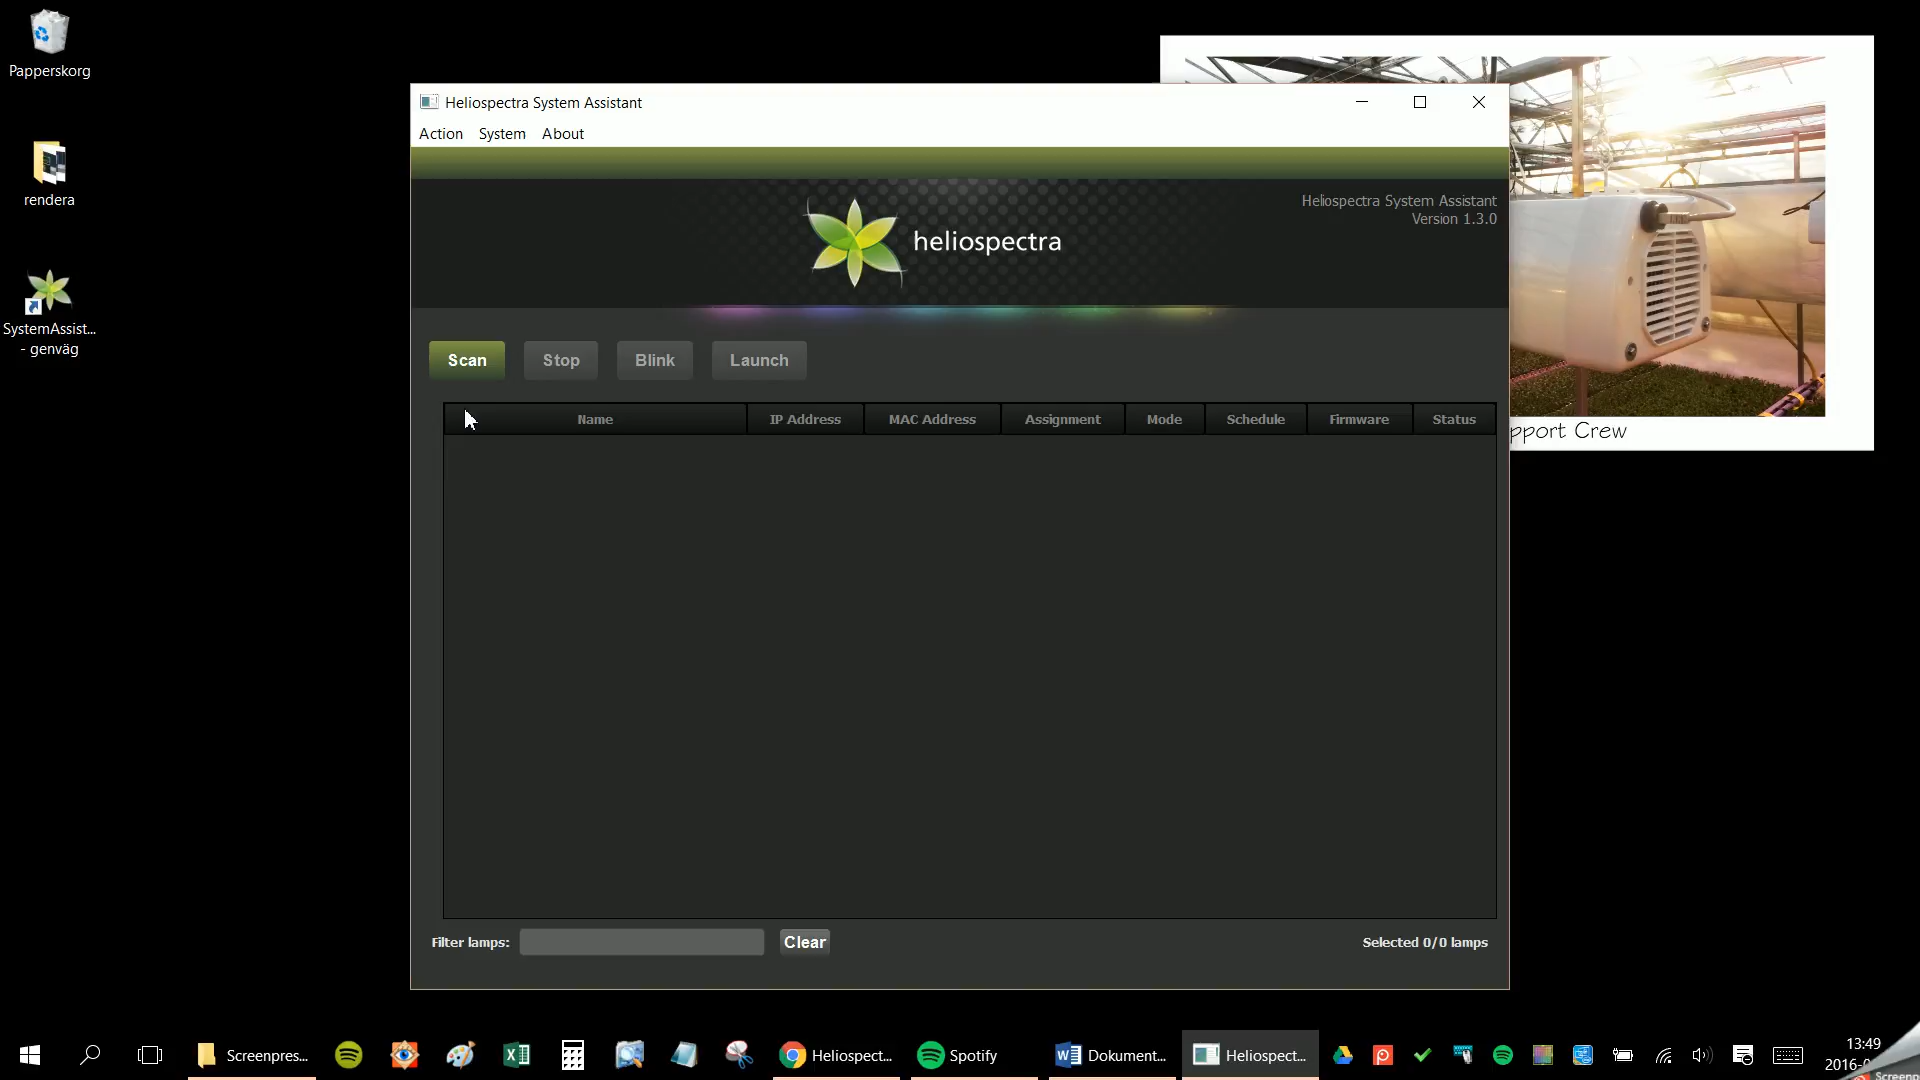 Papperskorg
rendera
SystemAssist...
- genväg
Heliospectra System Assistant
Action System About
heliospectra
Heliospectra System Assistant
Version 1.3.0
Scan Stop Blink Launch
Name IP Address MAC Address Assignment Mode Schedule Firmware Status
Filter lamps: Clear Selected 0/0 lamps
pport Crew
Screenpres... Heliospect... Spotify Dokument... Heliospect...
13:49
2016-
Screenp